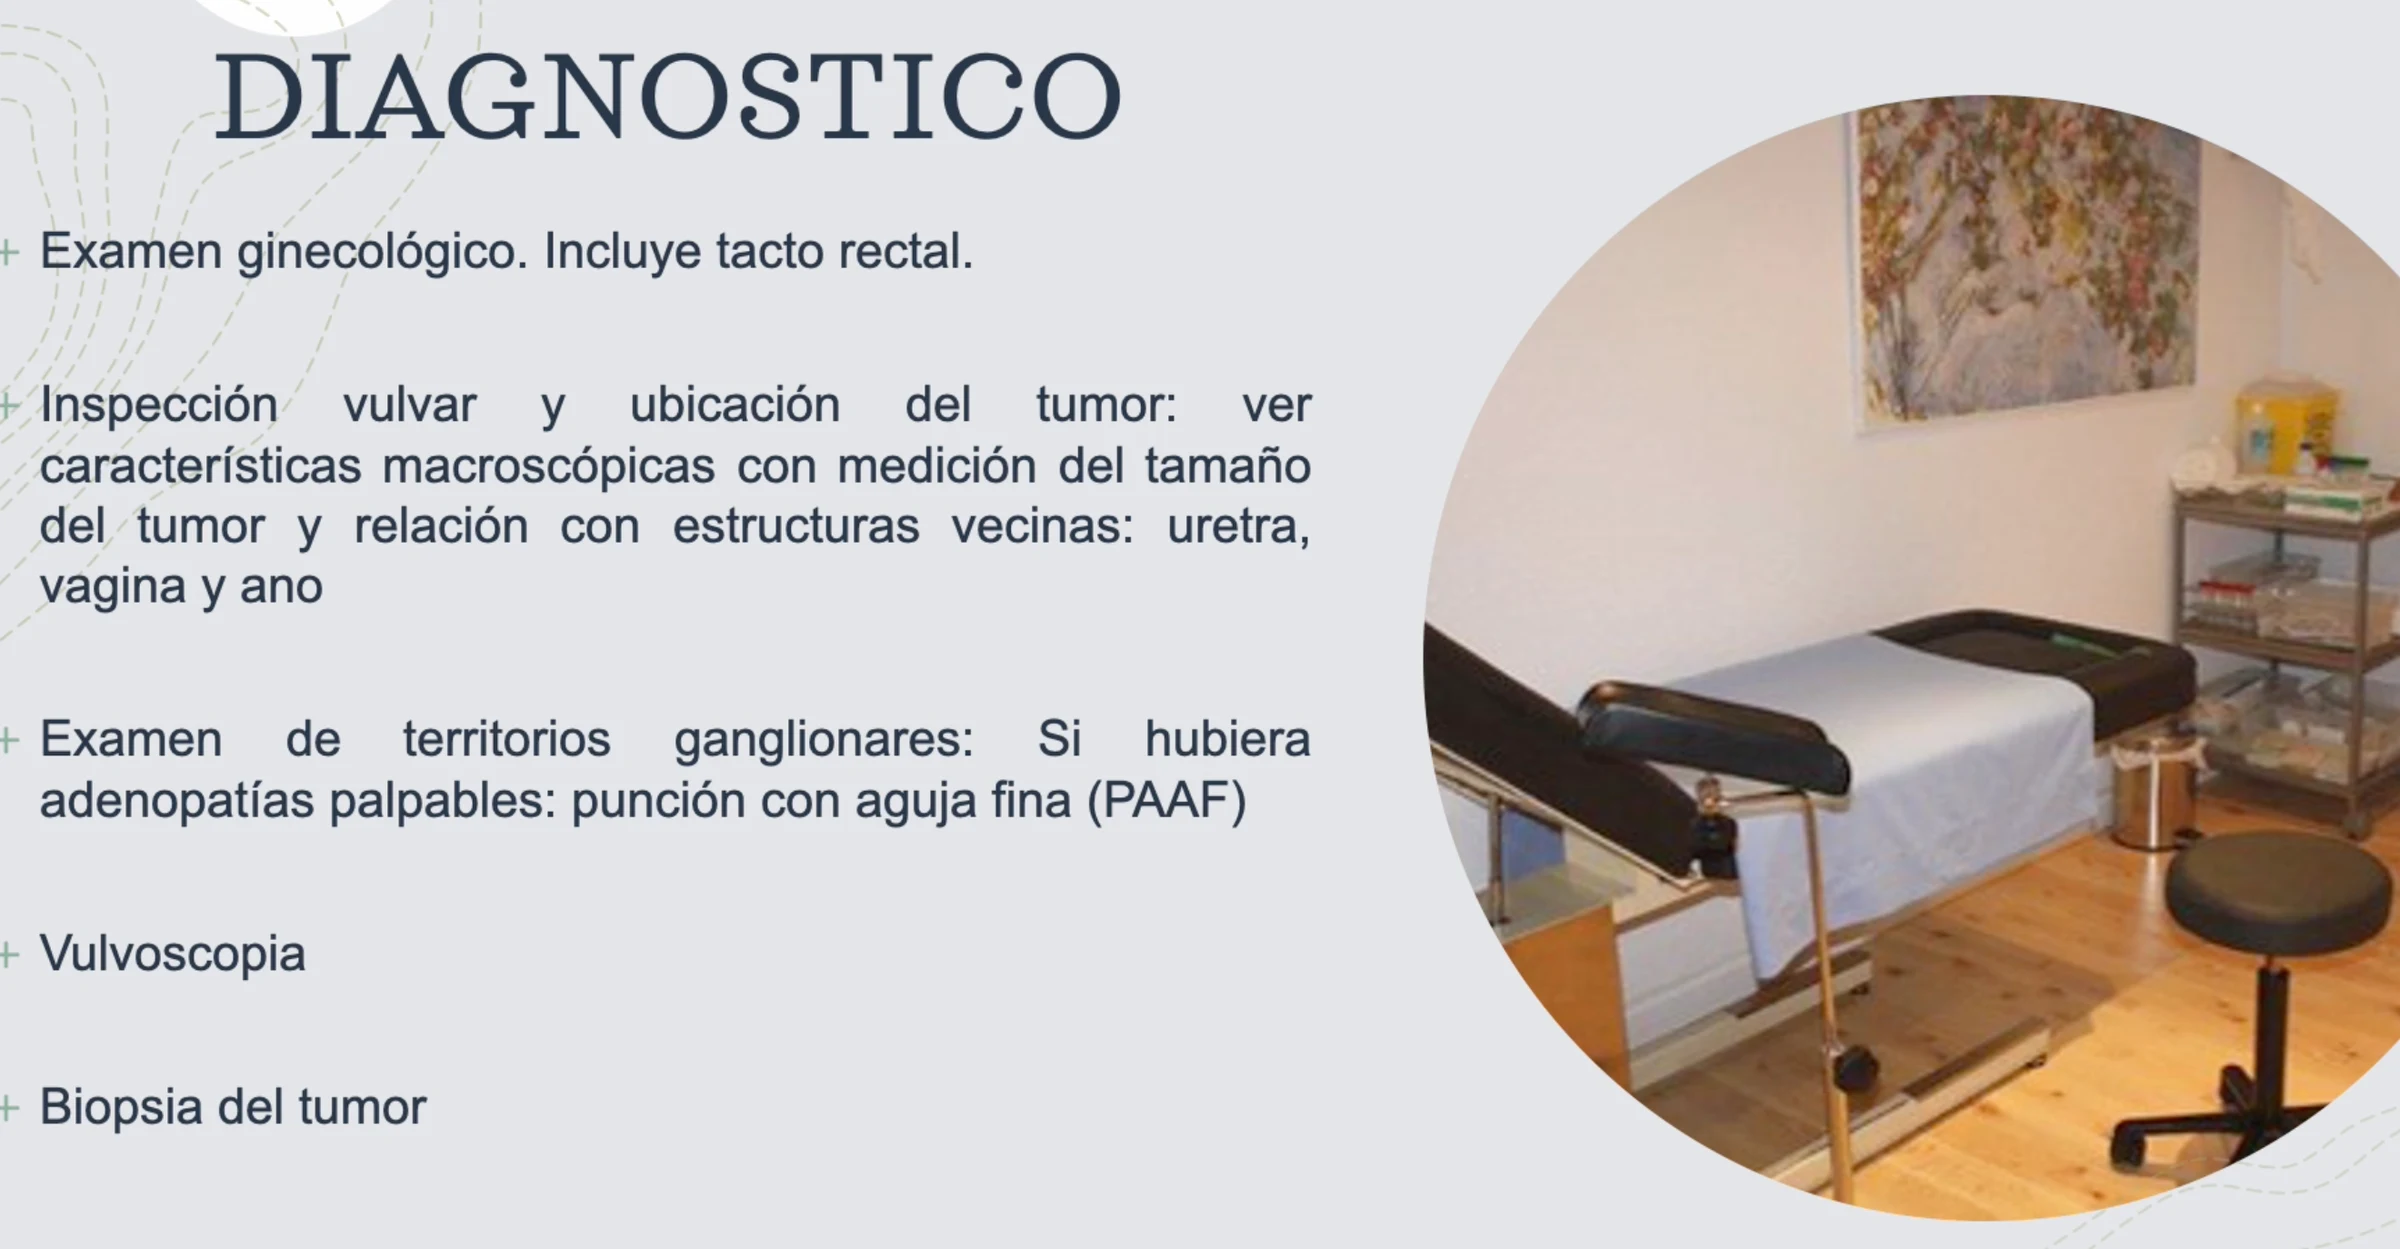 DIAGNOSTICO
+ Examen ginecológico. Incluye tacto rectal.
+ Inspección vulvar y ubicación del tumor: ver
características macroscópicas con medición del tamaño
del tumor y relación con estructuras vecinas: uretra,
vagina y ano
+ Examen de territorios ganglionares: Si hubiera
adenopatías palpables: punción con aguja fina (PAAF)
+ Vulvoscopia
+ Biopsia del tumor